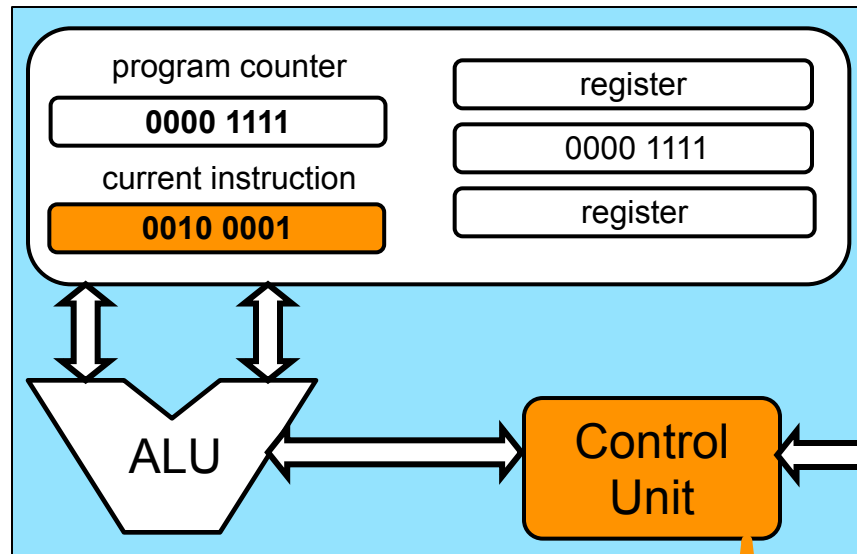 program counter
0000 1111
current instruction
0010 0001
register
0000 1111
register
ALU
Control
Unit